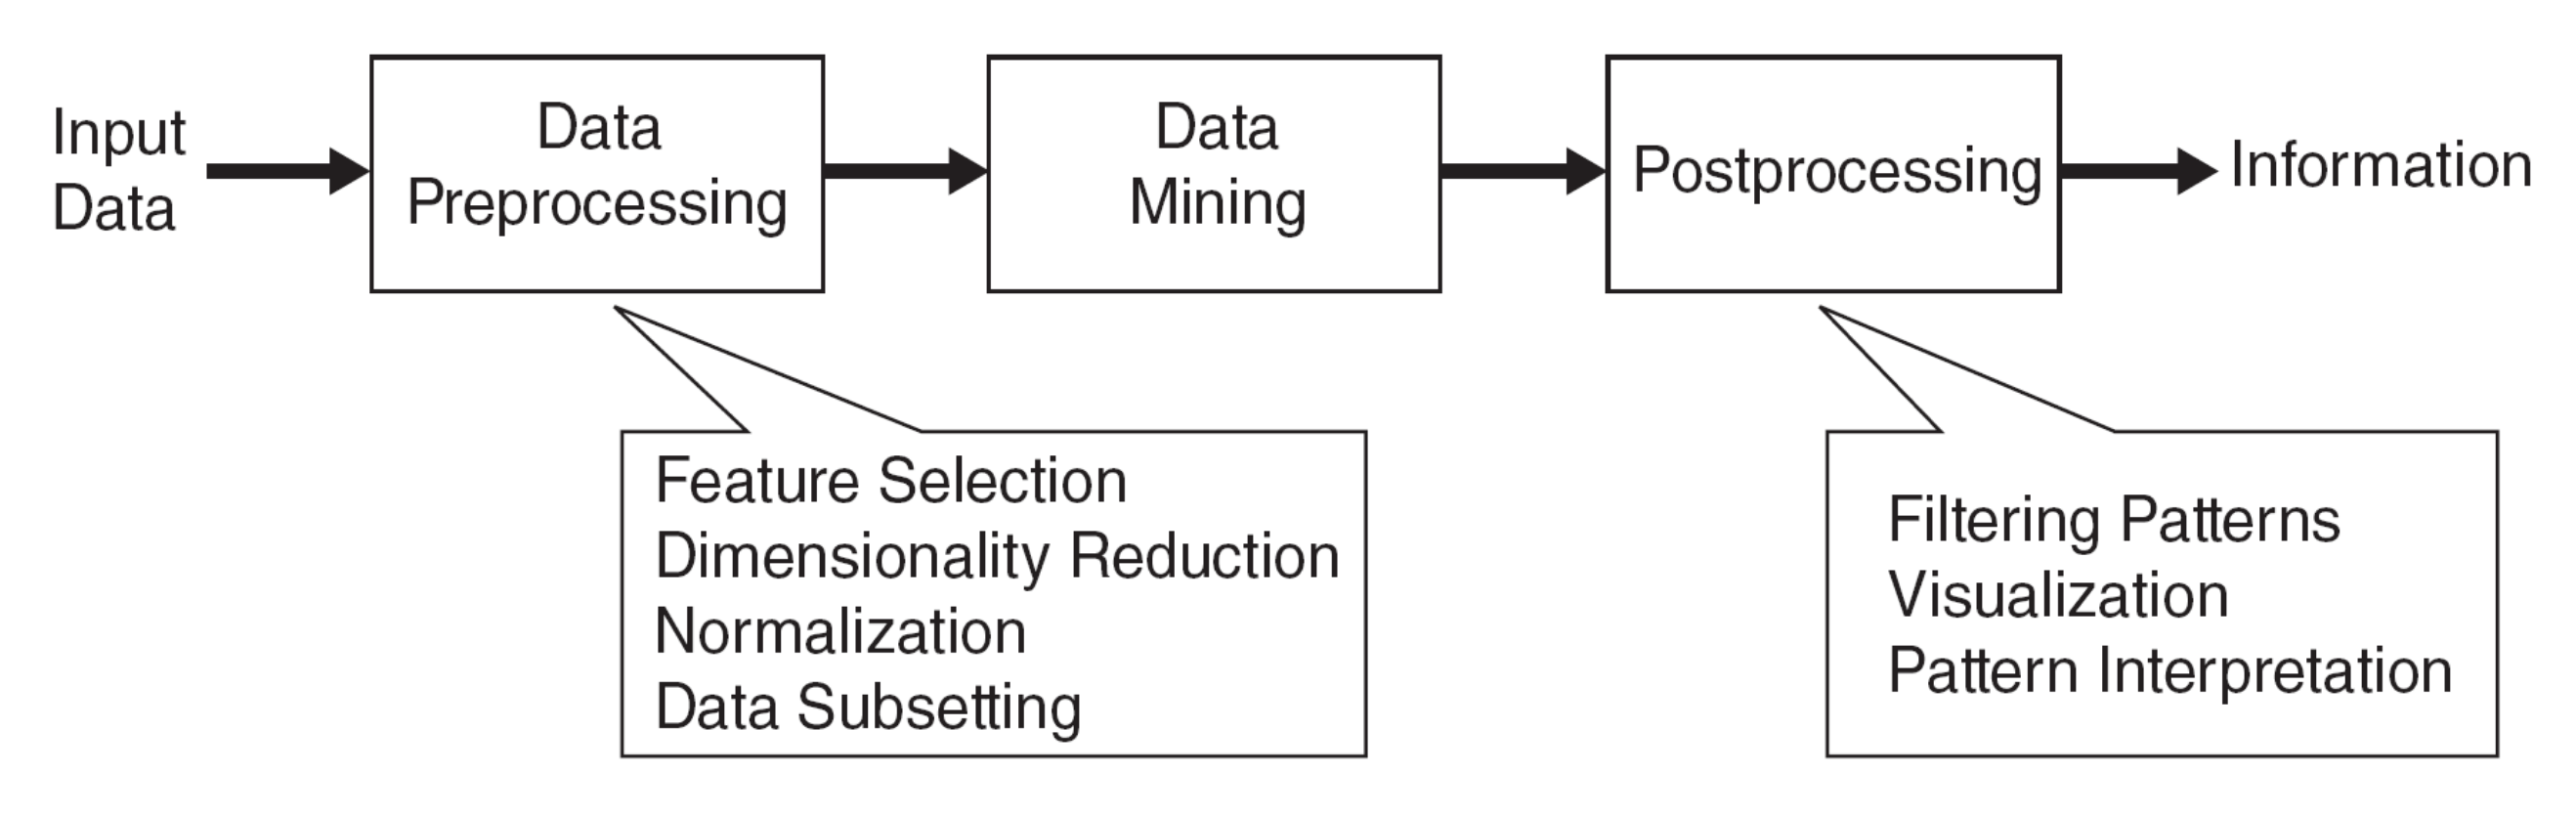 Input
Data
Data
Preprocessing
Data
Mining
Postprocessing
Information
Feature Selection
Dimensionality Reduction
Normalization
Data Subsetting
Filtering Patterns
Visualization
Pattern Interpretation